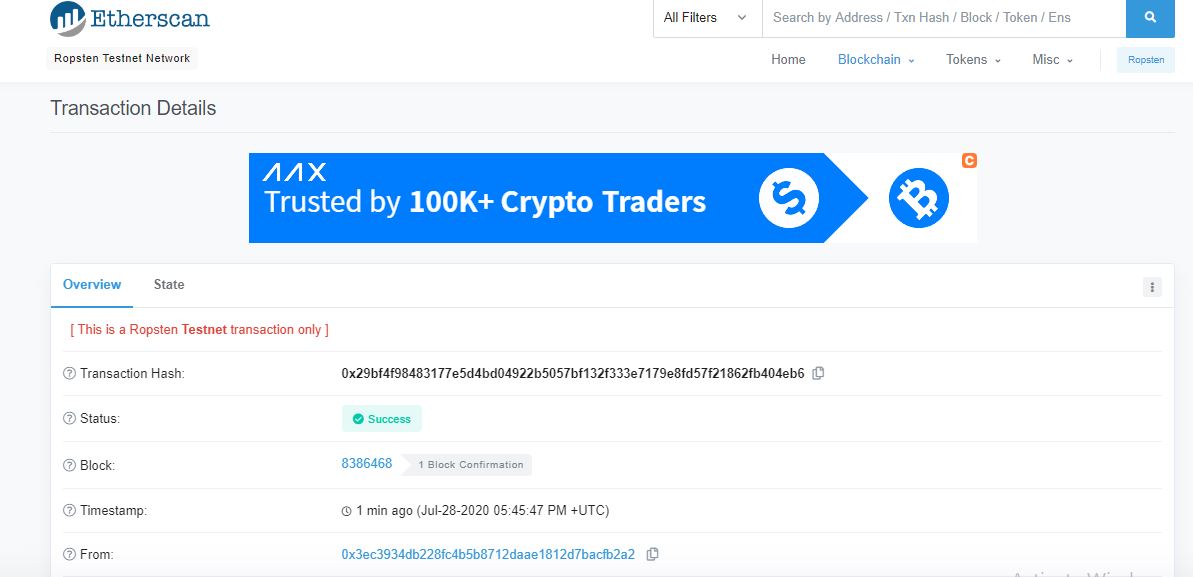 Etherscan
All Filters
Search by Address / Txn Hash / Block / Token / Ens
Ropsten Testnet Network
Home
Blockchain
Tokens
Misc
Ropsten
Transaction Details
AAX
Trusted by 100K+ Crypto Traders
C
Overview
State
[ This is a Ropsten Testnet transaction only ]
Transaction Hash:
0x29bf4f98483177e5d4bd04922b5057bf132f333e7179e8fd57f21862fb404eb6
Status:
Success
Block:
8386468
1 Block Confirmation
Timestamp:
1 min ago (Jul-28-2020 05:45:47 PM +UTC)
From:
0x3ec3934db228fc4b5b8712daae1812d7bacfb2a2